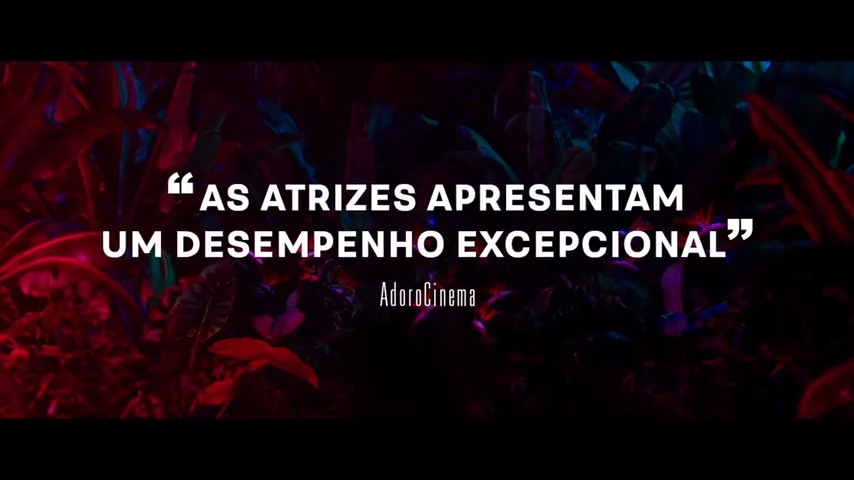 “AS ATRIZES APRESENTAM
UM DESEMPENHO EXCEPCIONAL”
AdoroCinema